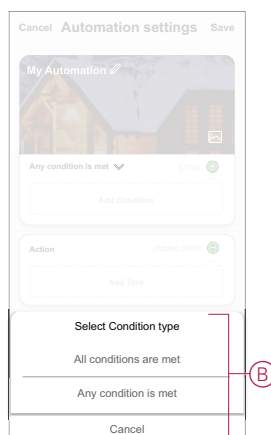 Cancel Automation settings Save
My Automation
Any condition is met
Add Condition
Action
Add Task
Select Condition type
All conditions are met
Any condition is met
Cancel
B